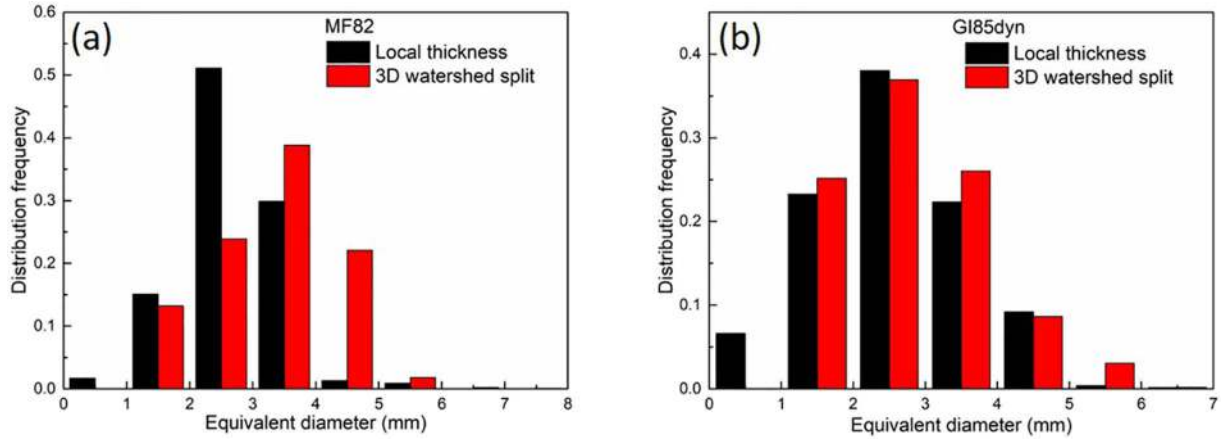 (a)
MF82
Local thickness
3D watershed split
Distribution frequency
0.6
0.5
0.4
0.3
0.2
0.1
0.0
0 1 2 3 4 5 6 7 8
Equivalent diameter (mm)
(b)
GI85dyn
Local thickness
3D watershed split
Distribution frequency
0.4
0.3
0.2
0.1
0.0
0 1 2 3 4 5 6 7
Equivalent diameter (mm)